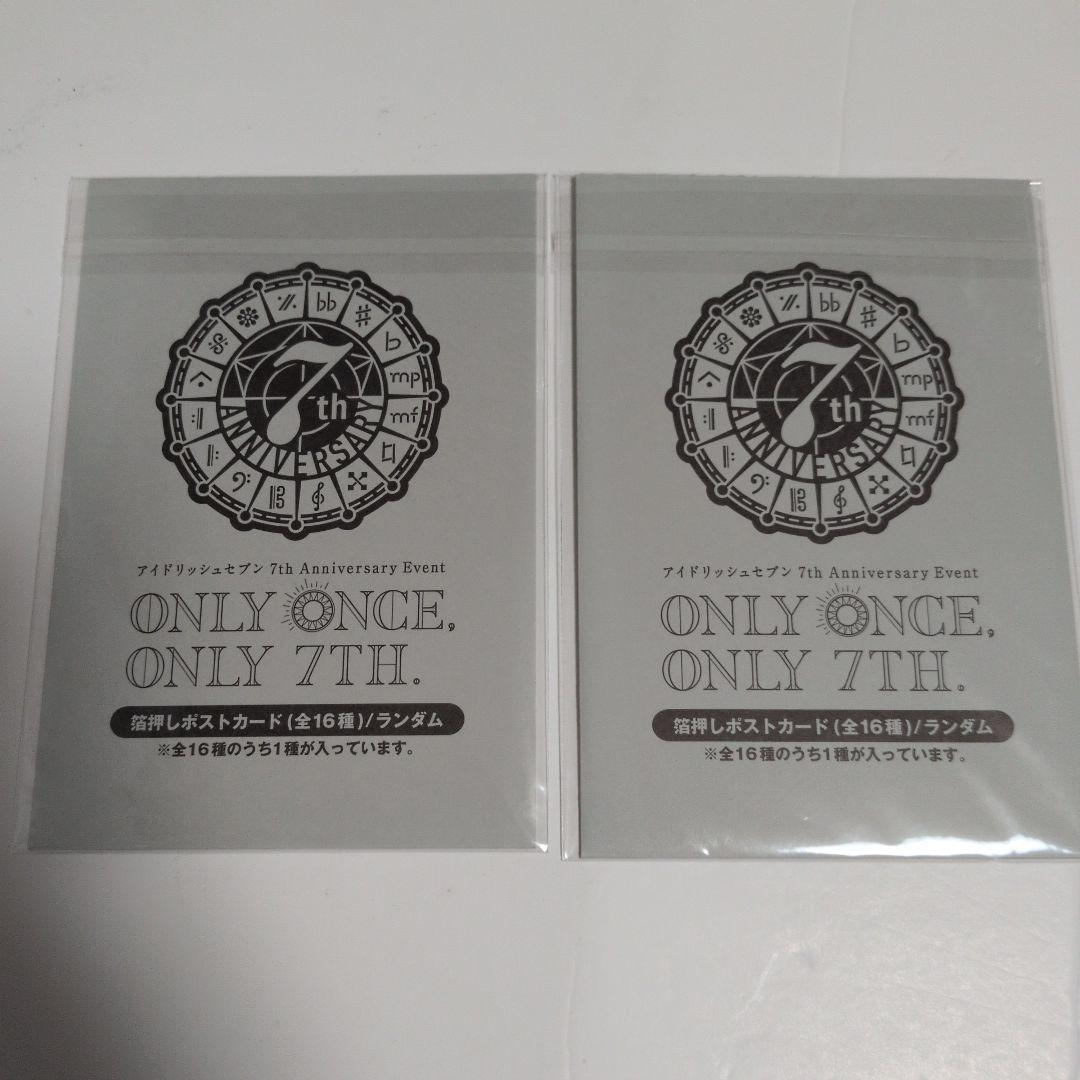 7th
ANNIVERSARY
mp
mf
アイドリッシュセブン 7th Anniversary Event
ONLY ONCE,
ONLY 7TH.
箔押しポストカード(全16種)/ランダム
※全16種のうち1種が入っています。
7th
ANNIVERSARY
mp
mf
アイドリッシュセブン 7th Anniversary Event
ONLY ONCE,
ONLY 7TH.
箔押しポストカード(全16種)/ランダム
※全16種のうち1種が入っています。